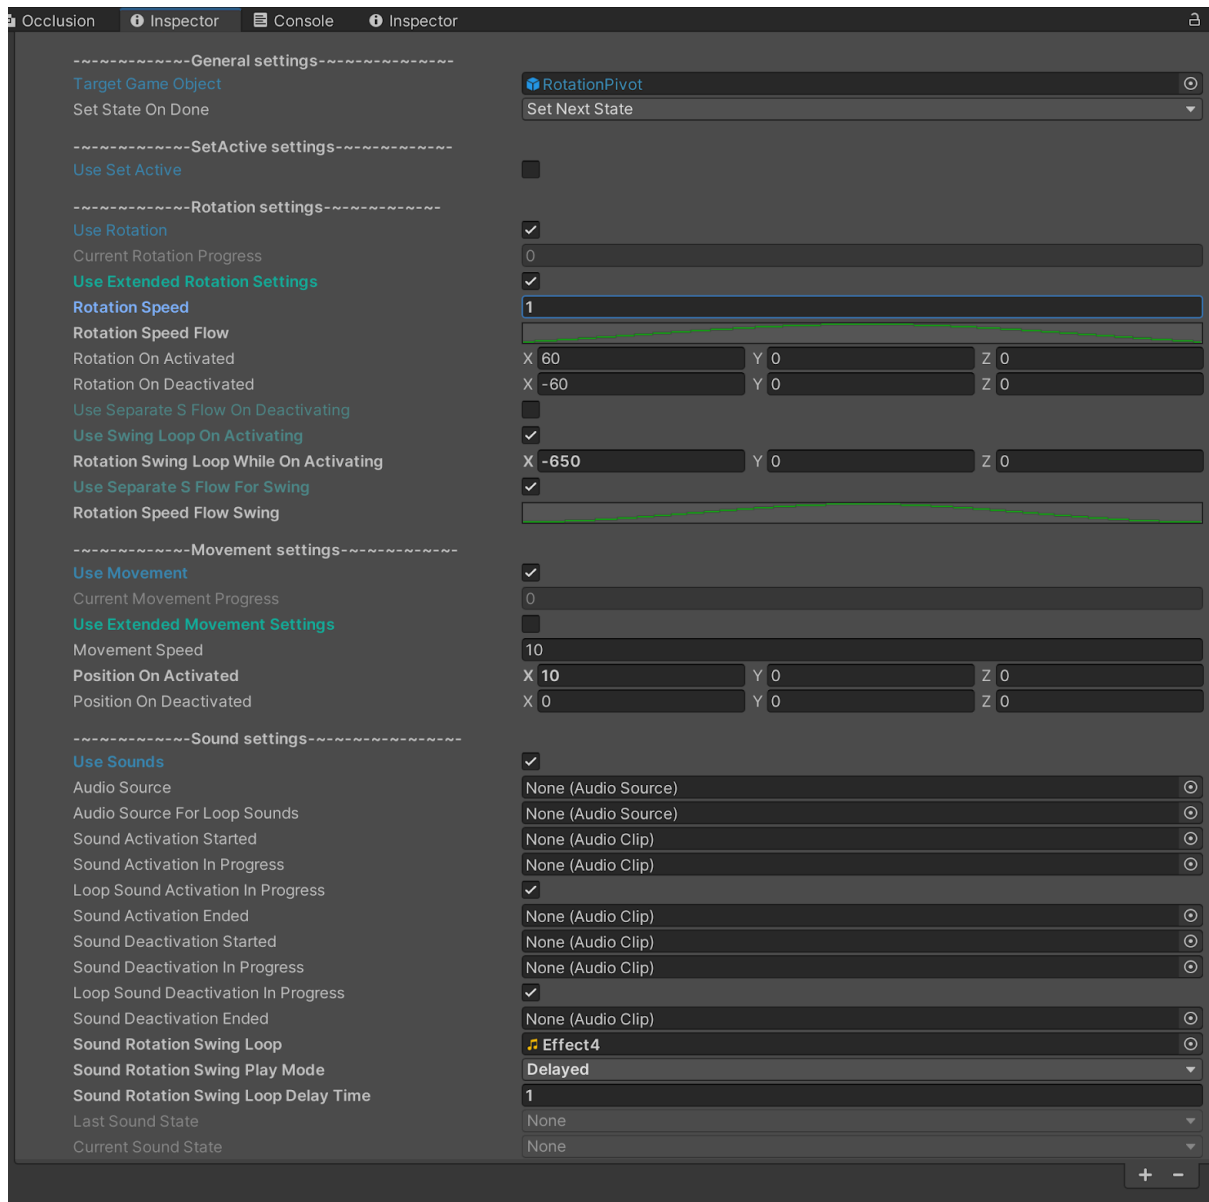 Occlusion Inspector Console Inspector
-~-~-~-~-~-~-General settings-~-~-~-~-~-~-~-~-
Target Game Object RotationPivot
Set State On Done Set Next State
-~-~-~-~-~-~-SetActive settings-~-~-~-~-~-~-
Use Set Active
-~-~-~-~-~-~-Rotation settings-~-~-~-~-~-~-
Use Rotation
Current Rotation Progress 0
Use Extended Rotation Settings
Rotation Speed 1
Rotation Speed Flow
Rotation On Activated X 60 Y 0 Z 0
Rotation On Deactivated X -60 Y 0 Z 0
Use Separate S Flow On Deactivating
Use Swing Loop On Activating
Rotation Swing Loop While On Activating X -650 Y 0 Z 0
Use Separate S Flow For Swing
Rotation Speed Flow Swing
-~-~-~-~-~-~-Movement settings-~-~-~-~-~-~-
Use Movement
Current Movement Progress 0
Use Extended Movement Settings
Movement Speed 10
Position On Activated X 10 Y 0 Z 0
Position On Deactivated X 0 Y 0 Z 0
-~-~-~-~-~-~-Sound settings-~-~-~-~-~-~-~-~-
Use Sounds
Audio Source None (Audio Source)
Audio Source For Loop Sounds None (Audio Source)
Sound Activation Started None (Audio Clip)
Sound Activation In Progress None (Audio Clip)
Loop Sound Activation In Progress
Sound Activation Ended None (Audio Clip)
Sound Deactivation Started None (Audio Clip)
Sound Deactivation In Progress None (Audio Clip)
Loop Sound Deactivation In Progress
Sound Deactivation Ended None (Audio Clip)
Sound Rotation Swing Loop Effect4
Sound Rotation Swing Play Mode Delayed
Sound Rotation Swing Loop Delay Time 1
Last Sound State None
Current Sound State None
+ -